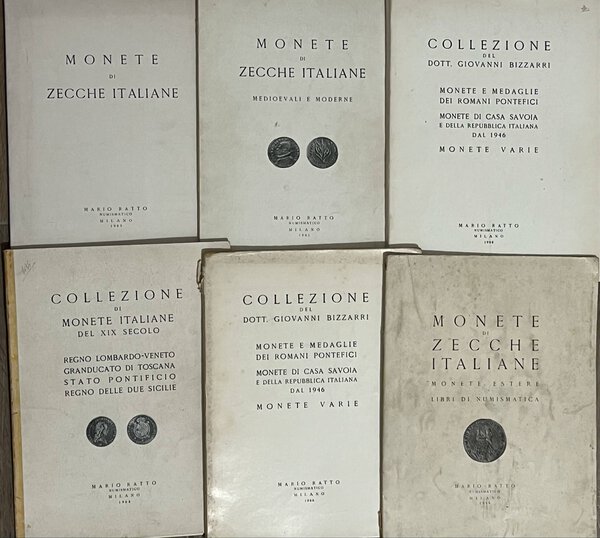 MONETE
DI
ZECCHE ITALIANE
MARIO RATTO
NUMISMATICO
MILANO
MONETE
DI
ZECCHE ITALIANE
MEDIOEVALI E MODERNE
MARIO RATTO
NUMISMATICO
MILANO
COLLEZIONE
DEL
DOTT. GIOVANNI BIZZARRI
MONETE E MEDAGLIE
DEI ROMANI PONTEFICI
MONETE DI CASA SAVOIA
E DELLA REPUBBLICA ITALIANA
DAL 1946
MONETE VARIE
MARIO RATTO
NUMISMATICO
MILANO
COLLEZIONE
DI
MONETE ITALIANE
DEL XIX SECOLO
REGNO LOMBARDO-VENETO
GRANDUCATO DI TOSCANA
STATO PONTIFICIO
REGNO DELLE DUE SICILIE
MARIO RATTO
NUMISMATICO
MILANO
COLLEZIONE
DEL
DOTT. GIOVANNI BIZZARRI
MONETE E MEDAGLIE
DEI ROMANI PONTEFICI
MONETE DI CASA SAVOIA
E DELLA REPUBBLICA ITALIANA
DAL 1946
MONETE VARIE
MARIO RATTO
NUMISMATICO
MILANO
MONETE
DI
ZECCHE
ITALIANE
MONETE ESTERE
LIBRI DI NUMISMATICA
MARIO RATTO
NUMISMATICO
MILANO